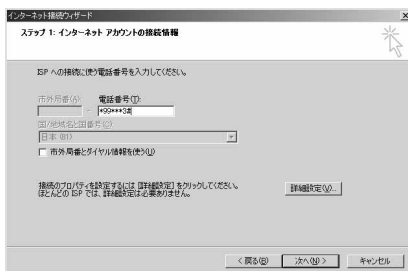 インターネット接続ウィザード
ステップ 1: インターネット アカウントの接続情報
ISP への接続に使う電話番号を入力してください。
市外局番(A): 電話番号(T):
- *99***3#
国/地域名と国番号(C):
日本 (81)
市外局番とダイヤル情報を使う(U)
接続のプロパティを設定するには [詳細設定] をクリックしてください。
ほとんどの ISP では、詳細設定は必要ありません。
詳細設定(V)...
< 戻る(B) 次へ(N) > キャンセル